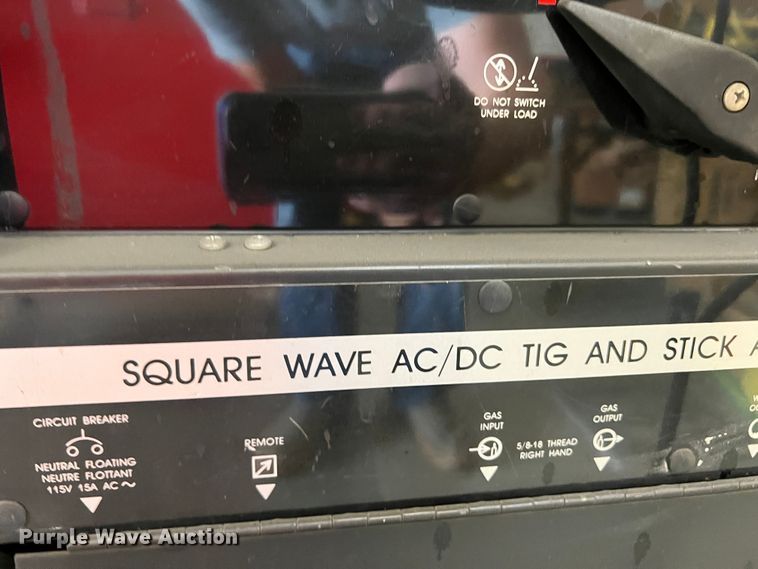 DO NOT SWITCH
UNDER LOAD
SQUARE WAVE AC/DC TIG AND STICK
CIRCUIT BREAKER
NEUTRAL FLOATING
NEUTRE FLOTTANT
115V 15A AC ~
REMOTE
GAS
INPUT
5/8-18 THREAD
RIGHT HAND
GAS
OUTPUT
Purple Wave Auction